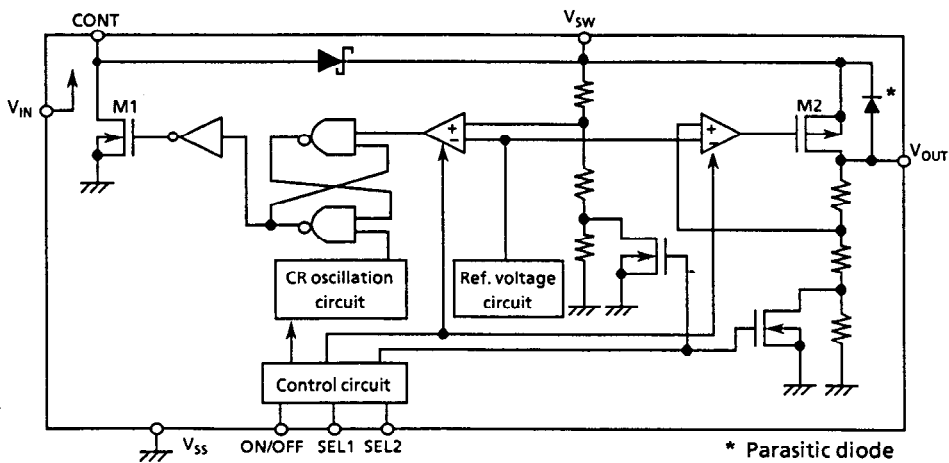 CONT
VSW
VIN
M1
+
−
+
−
M2
*
VOUT
CR oscillation
circuit
Ref. voltage
circuit
Control circuit
VSS
ON/OFF
SEL1
SEL2
* Parasitic diode